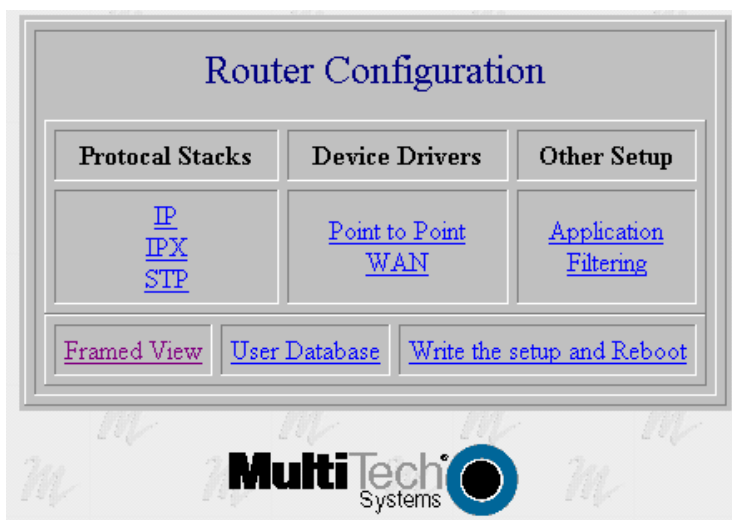 Router Configuration
Protocal Stacks
Device Drivers
Other Setup
IP
IPX
STP
Point to Point
WAN
Application
Filtering
Framed View
User Database
Write the setup and Reboot
MultiTech
Systems